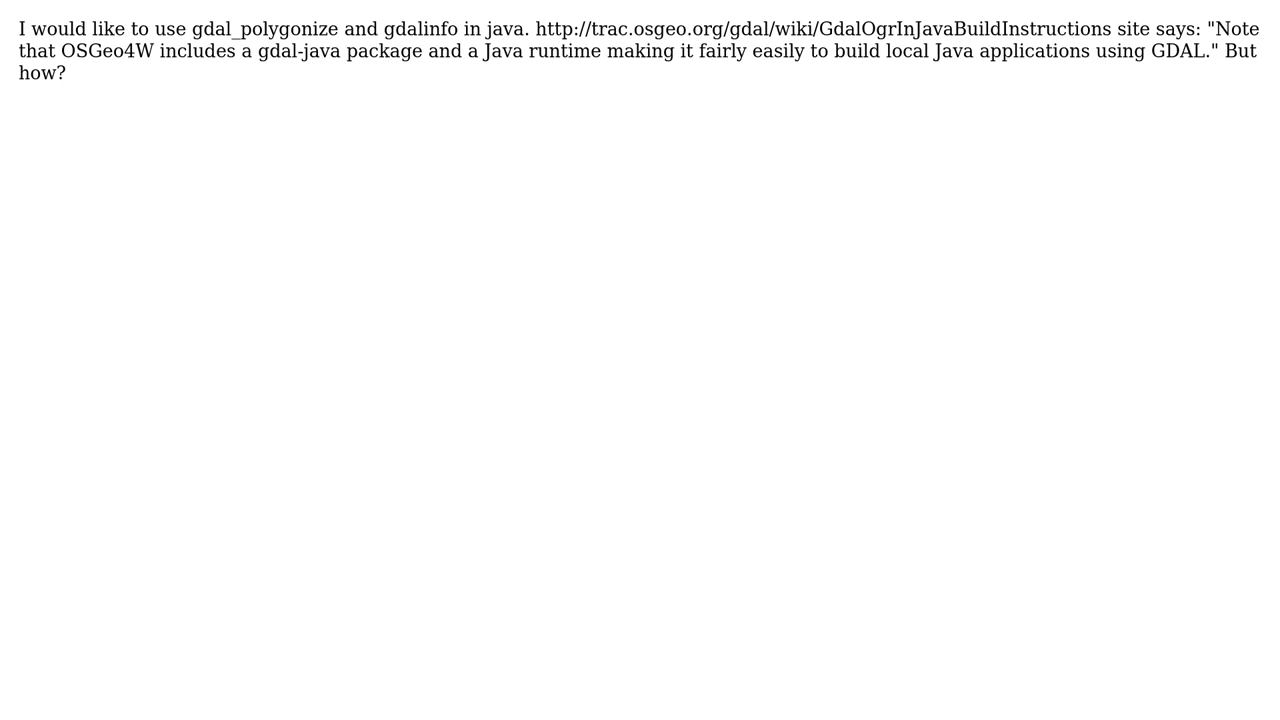 I would like to use gdal_polygonize and gdalinfo in java. http://trac.osgeo.org/gdal/wiki/GdalOgrInJavaBuildInstructions site says: "Note
that OSGeo4W includes a gdal-java package and a Java runtime making it fairly easily to build local Java applications using GDAL." But
how?